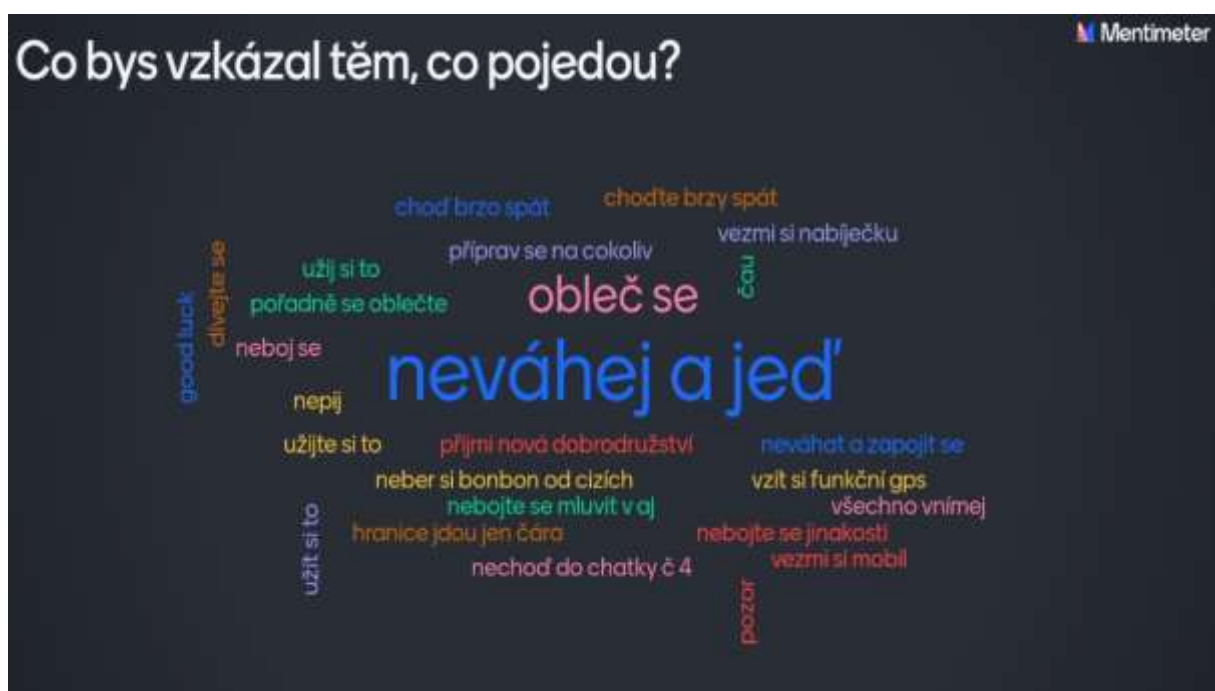 Mentimeter
Co bys vzkázal těm, co pojedou?
choď brzo spát
choďte brzy spát
vezmi si nabíječku
příprav se na cokoliv
užij si to
čau
dívejte se
good luck
pořadně se oblečte
obleč se
neboj se
neváhej a jeď
nepij
užijte si to
přijmi nová dobrodružství
neváhat a zapojit se
neber si bonbon od cizích
vzít si funkční gps
nebojte se mluvit v aj
všechno vnímej
užít si to
hranice jdou jen čára
nebojte se jinakosti
vezmi si mobil
nechoď do chatky č 4
pozor